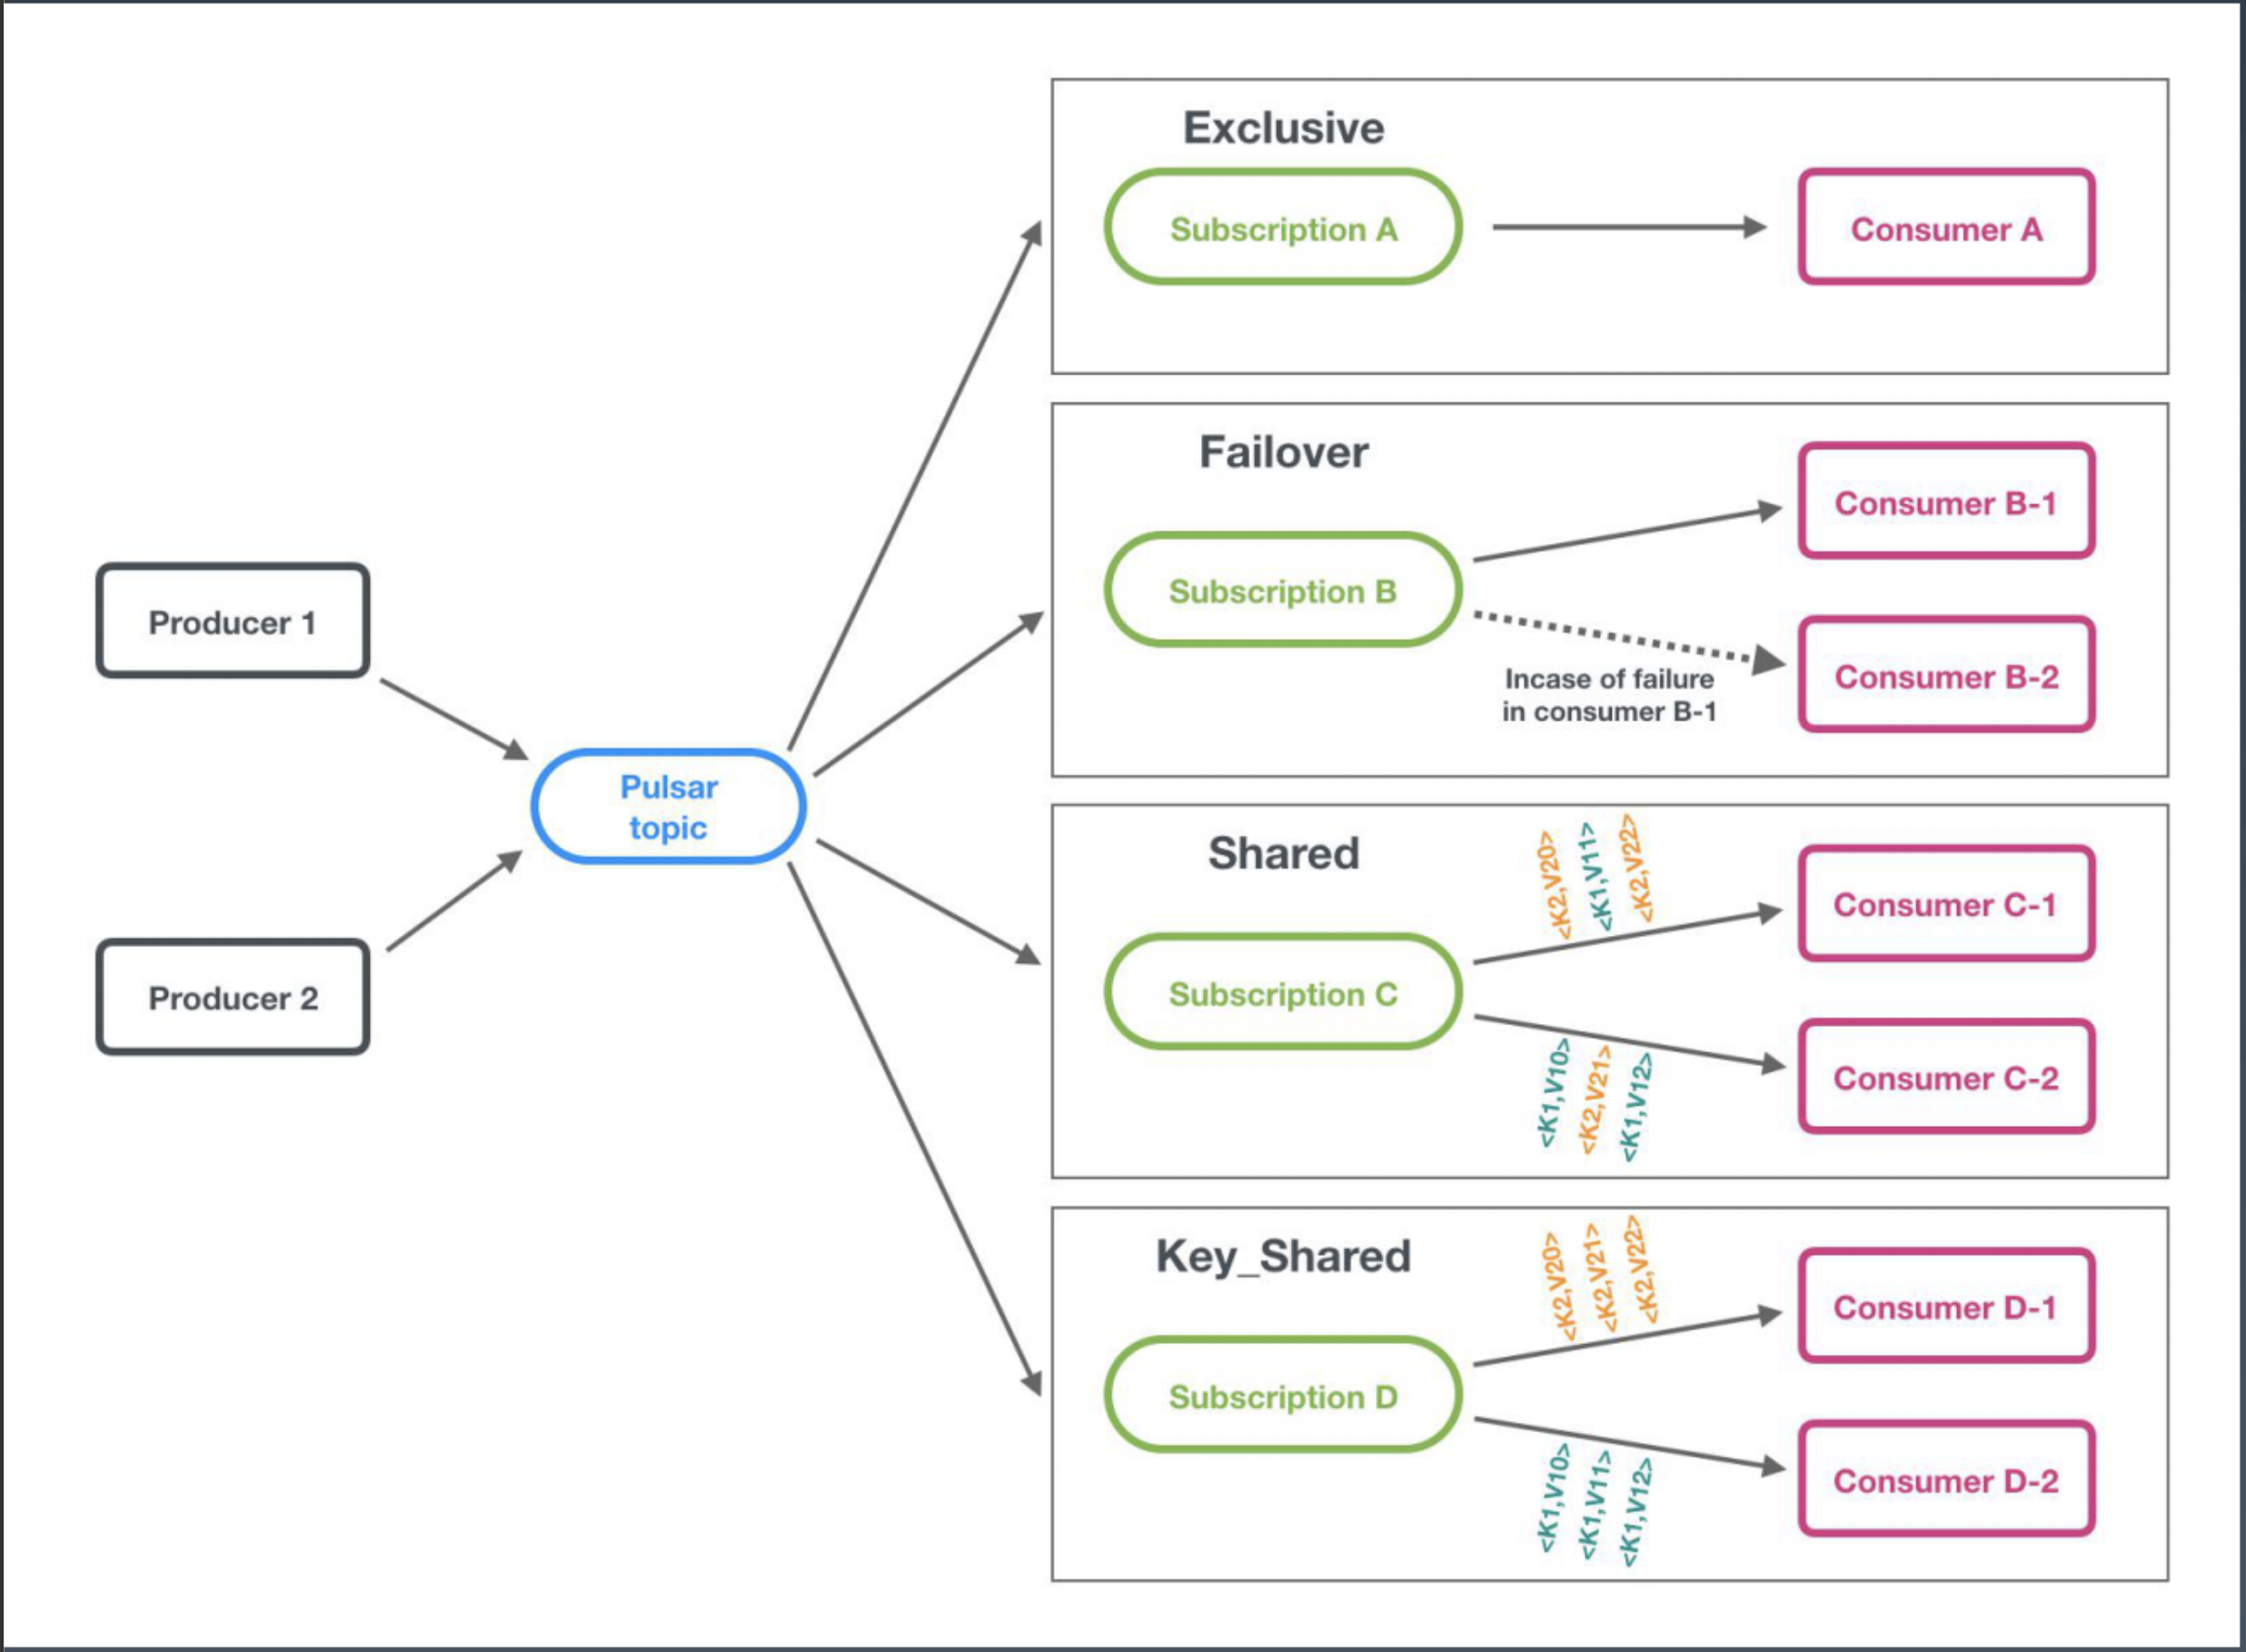 Producer 1
Producer 2
Pulsar
topic
Exclusive
Subscription A
Consumer A
Failover
Subscription B
Consumer B-1
Incase of failure
in consumer B-1
Consumer B-2
Shared
Subscription C
<K2,V20>
<K1,V11>
<K2,V22>
Consumer C-1
<K1,V10>
<K2,V21>
<K1,V12>
Consumer C-2
Key_Shared
Subscription D
<K2,V20>
<K2,V21>
<K2,V22>
Consumer D-1
<K1,V10>
<K1,V11>
<K1,V12>
Consumer D-2